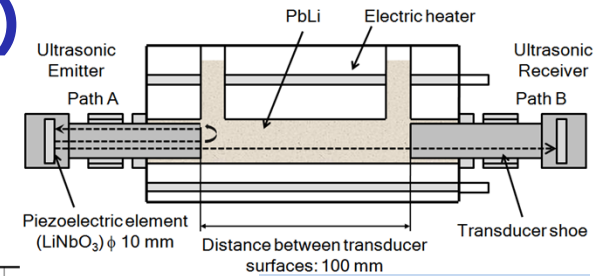 )
PbLi
Electric heater
Ultrasonic
Emitter
Ultrasonic
Receiver
Path A
Path B
Piezoelectric element
(LiNbO₃) ϕ 10 mm
Distance between transducer
surfaces: 100 mm
Transducer shoe